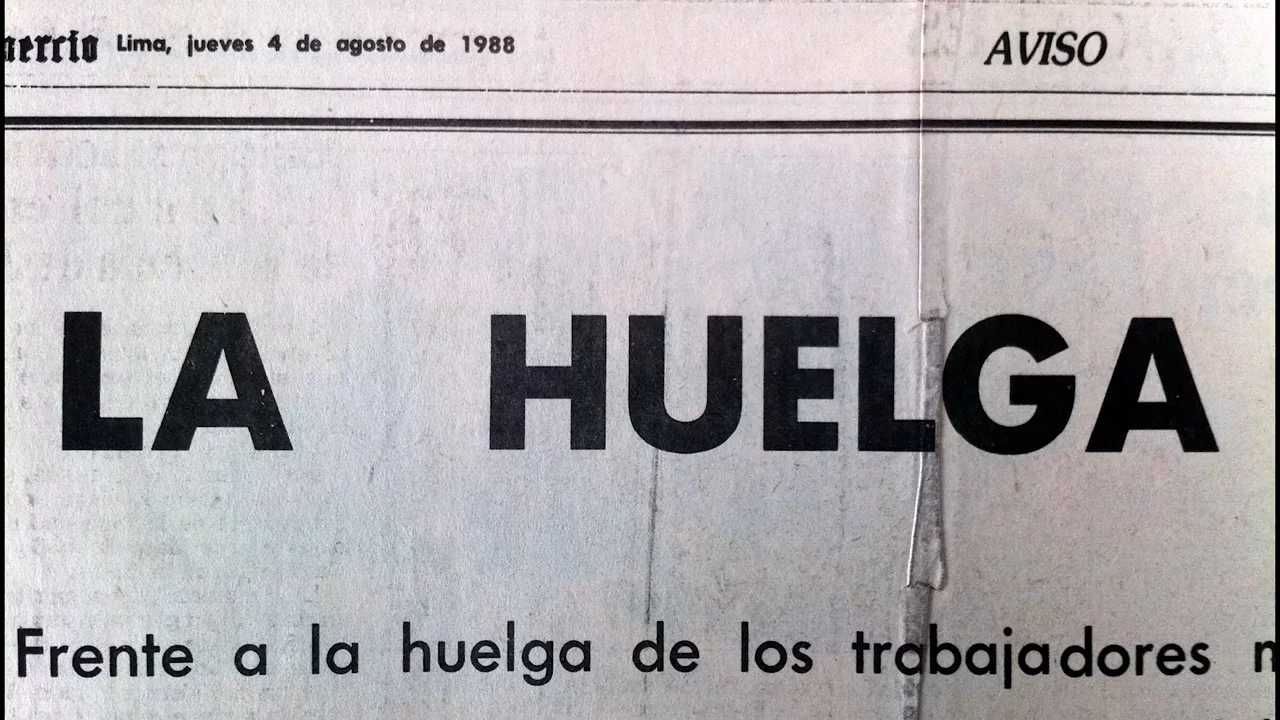 Lima, jueves 4 de agosto de 1988 AVISO
LA HUELGA
Frente a la huelga de los trabajadores